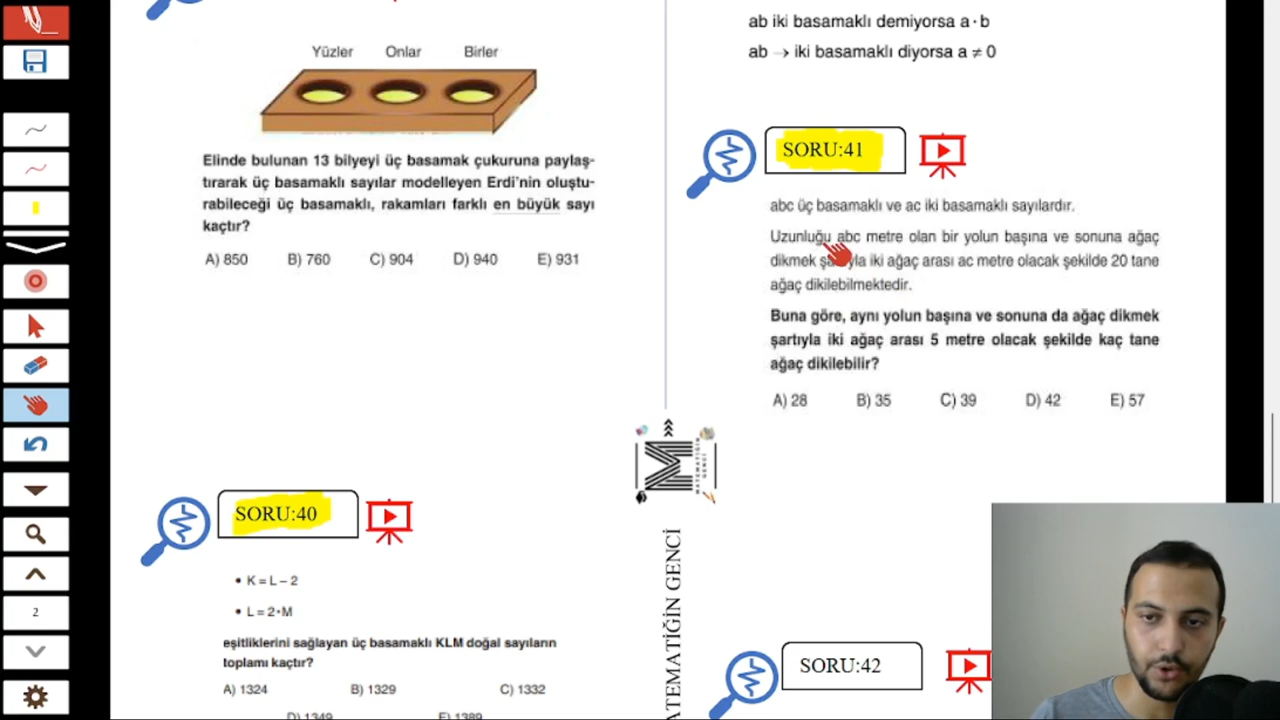 Yüzler Onlar Birler
Elinde bulunan 13 bilyeyi üç basamak çukuruna paylaş-
tırarak üç basamaklı sayılar modelleyen Erdi'nin oluştu-
rabileceği üç basamaklı, rakamları farklı en büyük sayı
kaçtır?
A) 850 B) 760 C) 904 D) 940 E) 931
SORU:40
• K = L – 2
• L = 2•M
eşitliklerini sağlayan üç basamaklı KLM doğal sayıların
toplamı kaçtır?
A) 1324 B) 1329 C) 1332
D) 1349 E) 1389
ab iki basamaklı demiyorsa a · b
ab → iki basamaklı diyorsa a ≠ 0
SORU:41
abc üç basamaklı ve ac iki basamaklı sayılardır.
Uzunluğu abc metre olan bir yolun başına ve sonuna ağaç
dikmek şartıyla iki ağaç arası ac metre olacak şekilde 20 tane
ağaç dikilebilmektedir.
Buna göre, aynı yolun başına ve sonuna da ağaç dikmek
şartıyla iki ağaç arası 5 metre olacak şekilde kaç tane
ağaç dikilebilir?
A) 28 B) 35 C) 39 D) 42 E) 57
MATEMATİĞİN GENCİ
ATEMATİĞİN GENCİ
SORU:42
2